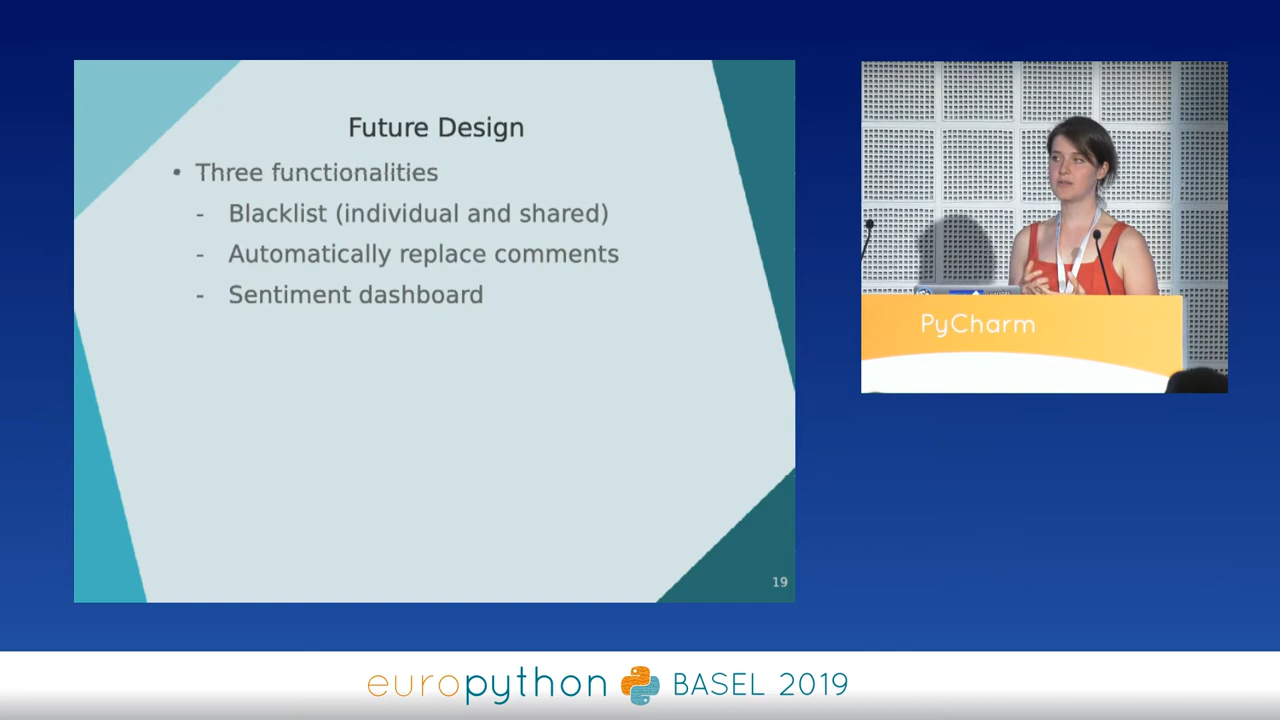 Future Design
• Three functionalities
- Blacklist (individual and shared)
- Automatically replace comments
- Sentiment dashboard
19
PyCharm
europython BASEL 2019